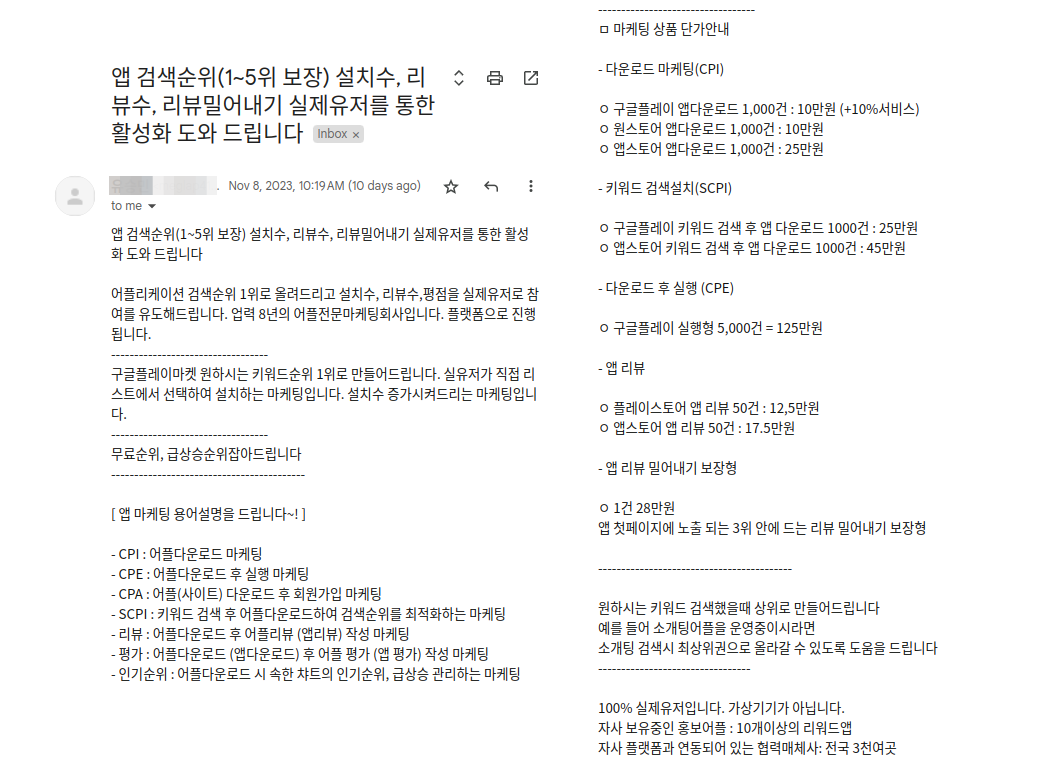 앱 검색순위(1~5위 보장) 설치수, 리
뷰수, 리뷰밀어내기 실제유저를 통한
활성화 도와 드립니다 Inbox ×
Nov 8, 2023, 10:19 AM (10 days ago)
to me
앱 검색순위(1~5위 보장) 설치수, 리뷰수, 리뷰밀어내기 실제유저를 통한 활성
화 도와 드립니다
어플리케이션 검색순위 1위로 올려드리고 설치수, 리뷰수,평점을 실제유저로 참
여를 유도해드립니다. 업력 8년의 어플전문마케팅회사입니다. 플랫폼으로 진행
됩니다.
----------------------------------
구글플레이마켓 원하시는 키워드순위 1위로 만들어드립니다. 실유저가 직접 리
스트에서 선택하여 설치하는 마케팅입니다. 설치수 증가시켜드리는 마케팅입니
다.
----------------------------------
무료순위, 급상승순위잡아드립니다
------------------------------------------
[ 앱 마케팅 용어설명을 드립니다~! ]
- CPI : 어플다운로드 마케팅
- CPE : 어플다운로드 후 실행 마케팅
- CPA : 어플(사이트) 다운로드 후 회원가입 마케팅
- SCPI : 키워드 검색 후 어플다운로드하여 검색순위를 최적화하는 마케팅
- 리뷰 : 어플다운로드 후 어플리뷰 (앱리뷰) 작성 마케팅
- 평가 : 어플다운로드 (앱다운로드) 후 어플 평가 (앱 평가) 작성 마케팅
- 인기순위 : 어플다운로드 시 속한 챠트의 인기순위, 급상승 관리하는 마케팅
----------------------------------
ㅁ 마케팅 상품 단가안내
- 다운로드 마케팅(CPI)
ㅇ 구글플레이 앱다운로드 1,000건 : 10만원 (+10%서비스)
ㅇ 원스토어 앱다운로드 1,000건 : 10만원
ㅇ 앱스토어 앱다운로드 1,000건 : 25만원
- 키워드 검색설치(SCPI)
ㅇ 구글플레이 키워드 검색 후 앱 다운로드 1000건 : 25만원
ㅇ 앱스토어 키워드 검색 후 앱 다운로드 1000건 : 45만원
- 다운로드 후 실행 (CPE)
ㅇ 구글플레이 실행형 5,000건 = 125만원
- 앱 리뷰
ㅇ 플레이스토어 앱 리뷰 50건 : 12,5만원
ㅇ 앱스토어 앱 리뷰 50건 : 17.5만원
- 앱 리뷰 밀어내기 보장형
ㅇ 1건 28만원
앱 첫페이지에 노출 되는 3위 안에 드는 리뷰 밀어내기 보장형
------------------------------------------
원하시는 키워드 검색했을때 상위로 만들어드립니다
예를 들어 소개팅어플을 운영중이시라면
소개팅 검색시 최상위권으로 올라갈 수 있도록 도움을 드립니다
---------------------------------
100% 실제유저입니다. 가상기기가 아닙니다.
자사 보유중인 홍보어플 : 10개이상의 리워드앱
자사 플랫폼과 연동되어 있는 협력매체사: 전국 3천여곳